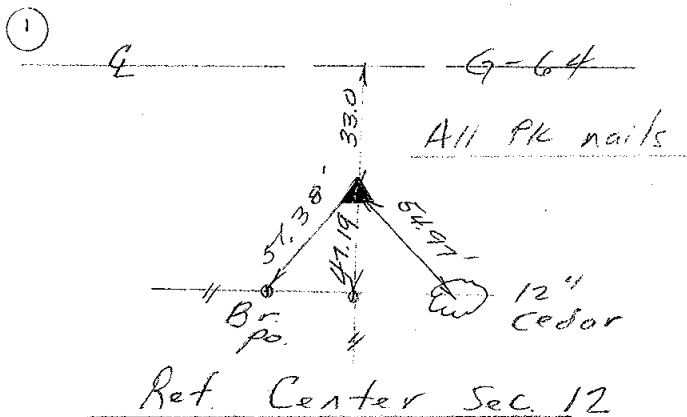 1
℄ G-64
33.0
All PK nails
51.38'
41.19
54.97'
12"
Cedar
Br.
po.
Ref. Center Sec. 12